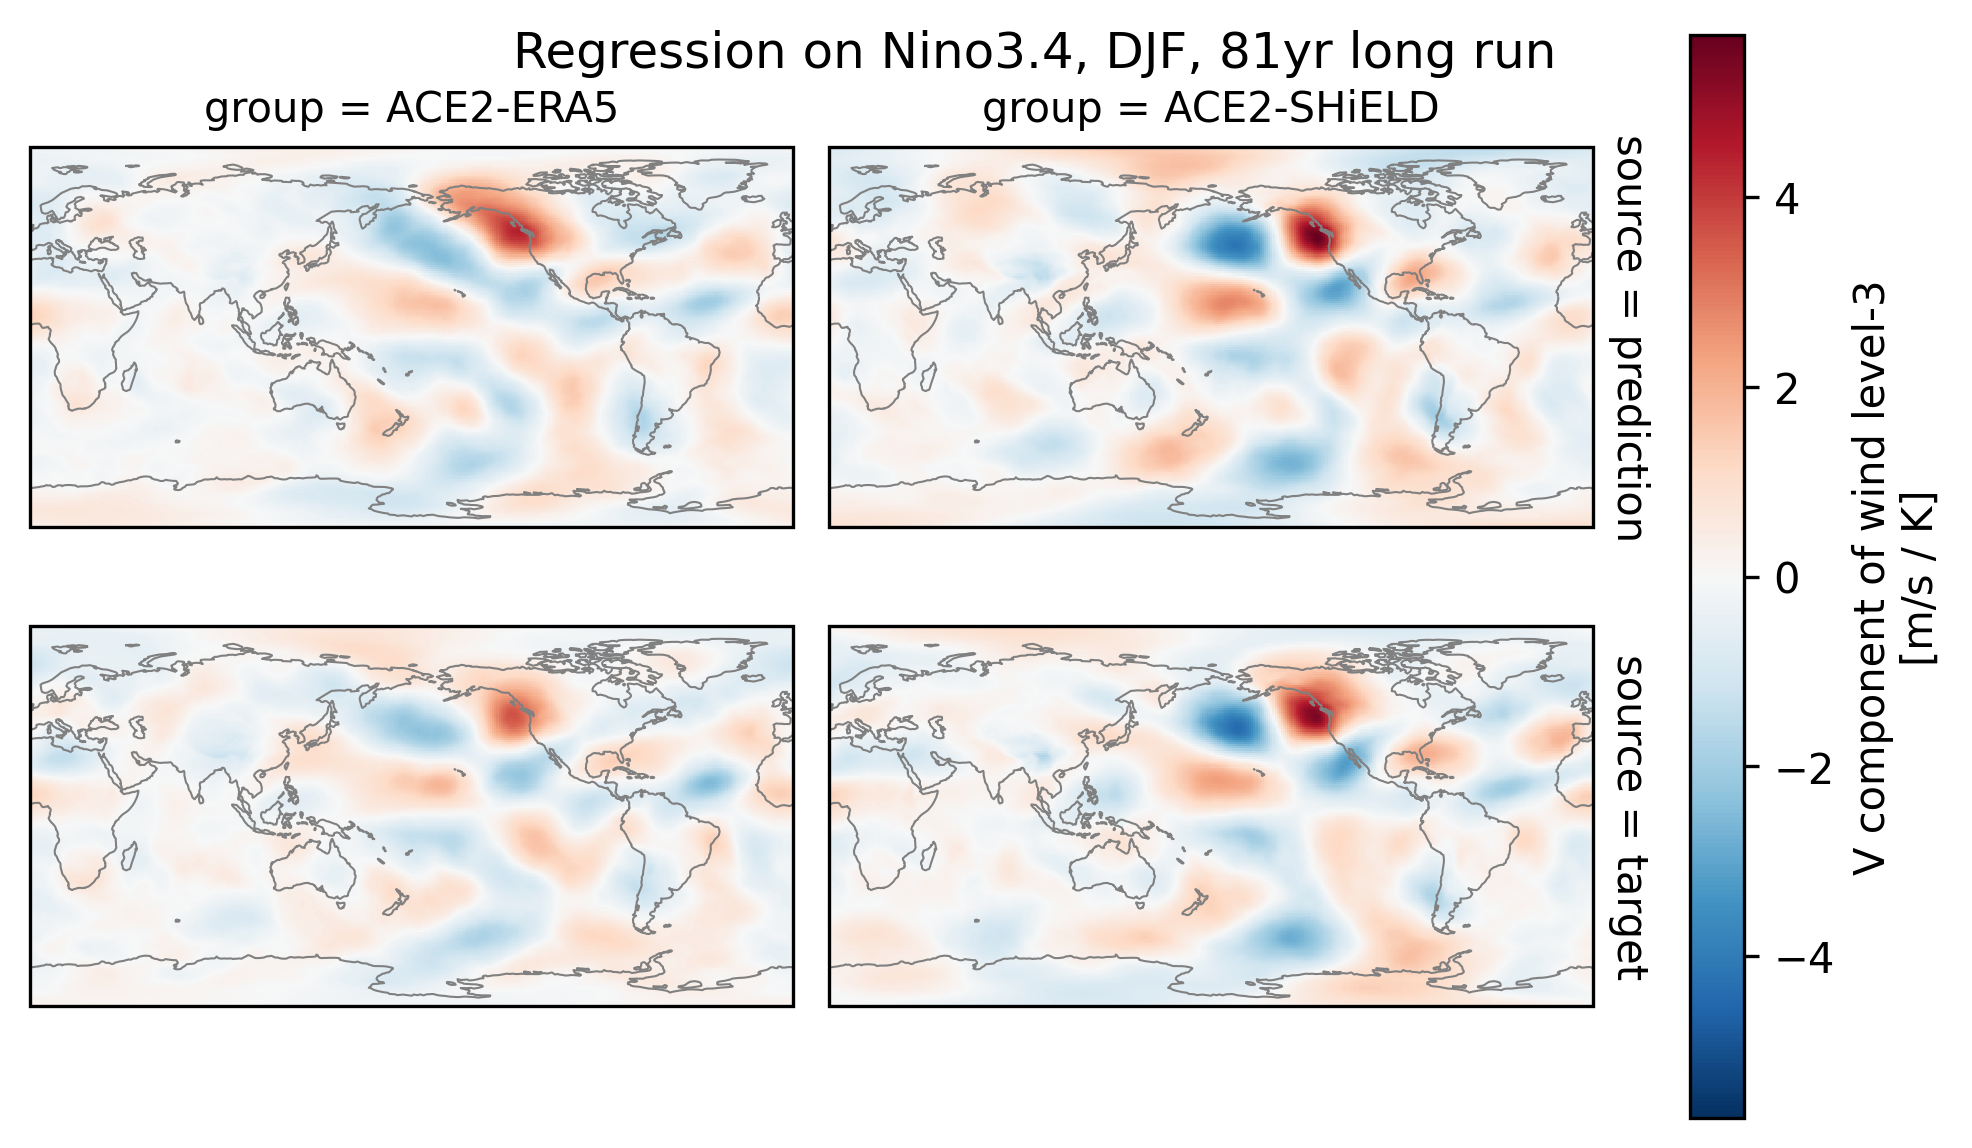 Regression on Nino3.4, DJF, 81yr long run
group = ACE2-ERA5
group = ACE2-SHiELD
source = prediction
source = target
4
2
0
−2
−4
V component of wind level-3
[m/s / K]